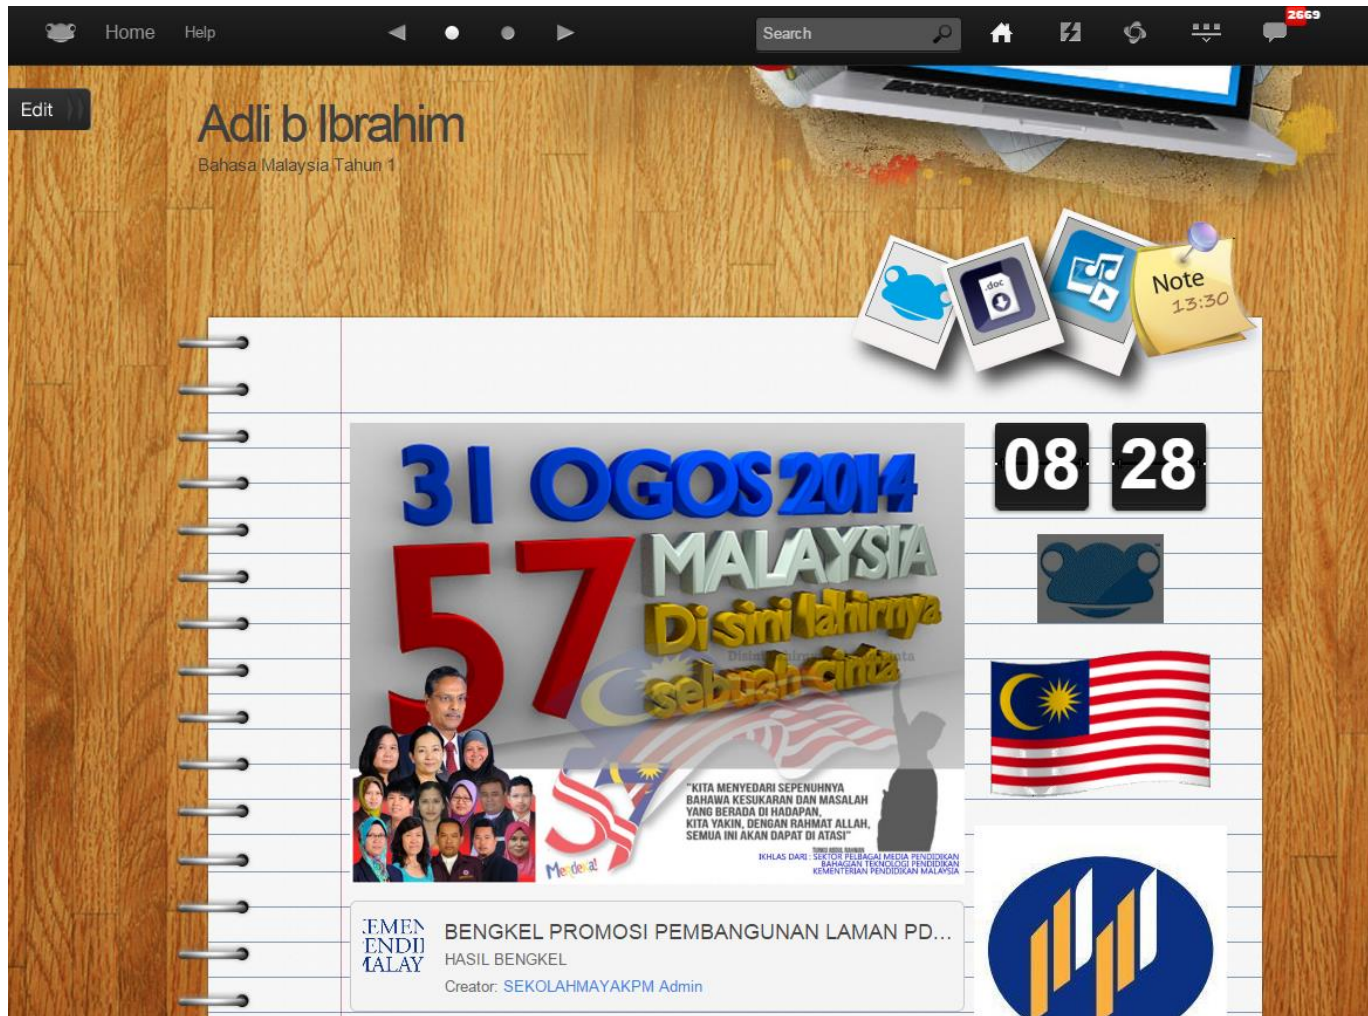 Home Help
Search
2669
Edit
Adli b Ibrahim
Bahasa Malaysia Tahun 1
.doc
Note
13:30
31 OGOS 2014
57
MALAYSIA
Di sini lahirnya
sebuah cinta
08 28
"KITA MENYEDARI SEPENUHNYA
BAHAWA KESUKARAN DAN MASALAH
YANG BERADA DI HADAPAN,
KITA YAKIN, DENGAN RAHMAT ALLAH,
SEMUA INI AKAN DAPAT DI ATASI"
TUNKU ABDUL RAHMAN
IKHLAS DARI : SEKTOR PELBAGAI MEDIA PENDIDIKAN
BAHAGIAN TEKNOLOGI PENDIDIKAN
KEMENTERIAN PENDIDIKAN MALAYSIA
Merdeka!
BENGKEL PROMOSI PEMBANGUNAN LAMAN PD...
HASIL BENGKEL
Creator: SEKOLAHMAYAKPM Admin